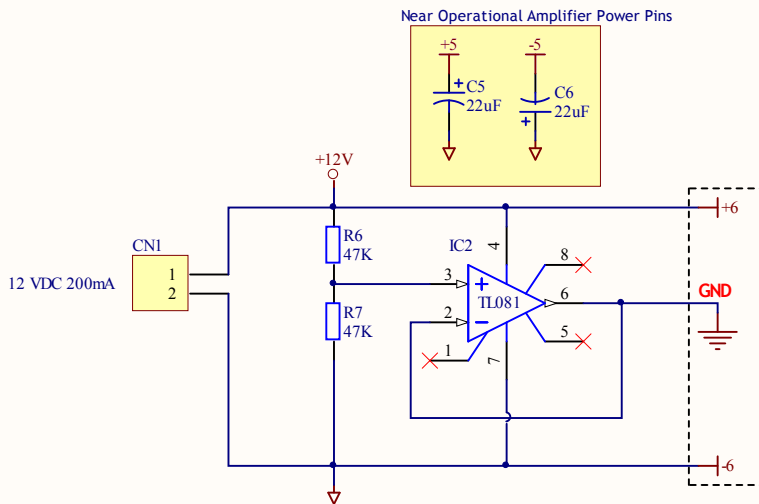 Near Operational Amplifier Power Pins
+5
-5
+
C5
22uF
C6
22uF
+
+12V
+6
CN1
R6
47K
IC2
4
8
12 VDC 200mA
1
2
3
+
TL081
6
GND
2
R7
47K
1
7
5
-6